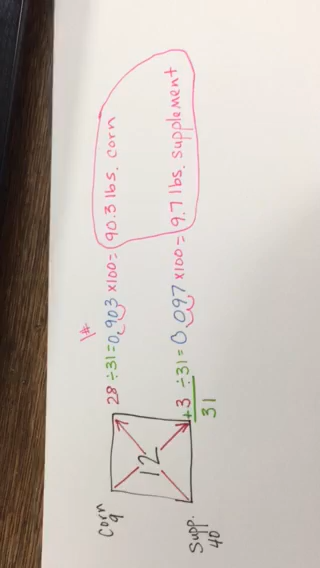 1#
Corn
9
28 ÷ 31 = 0.903 x100 = 90.3 lbs. corn
12
Supp.
40
+3 ÷ 31 = 0.097 x100 = 9.7 lbs. supplement
31